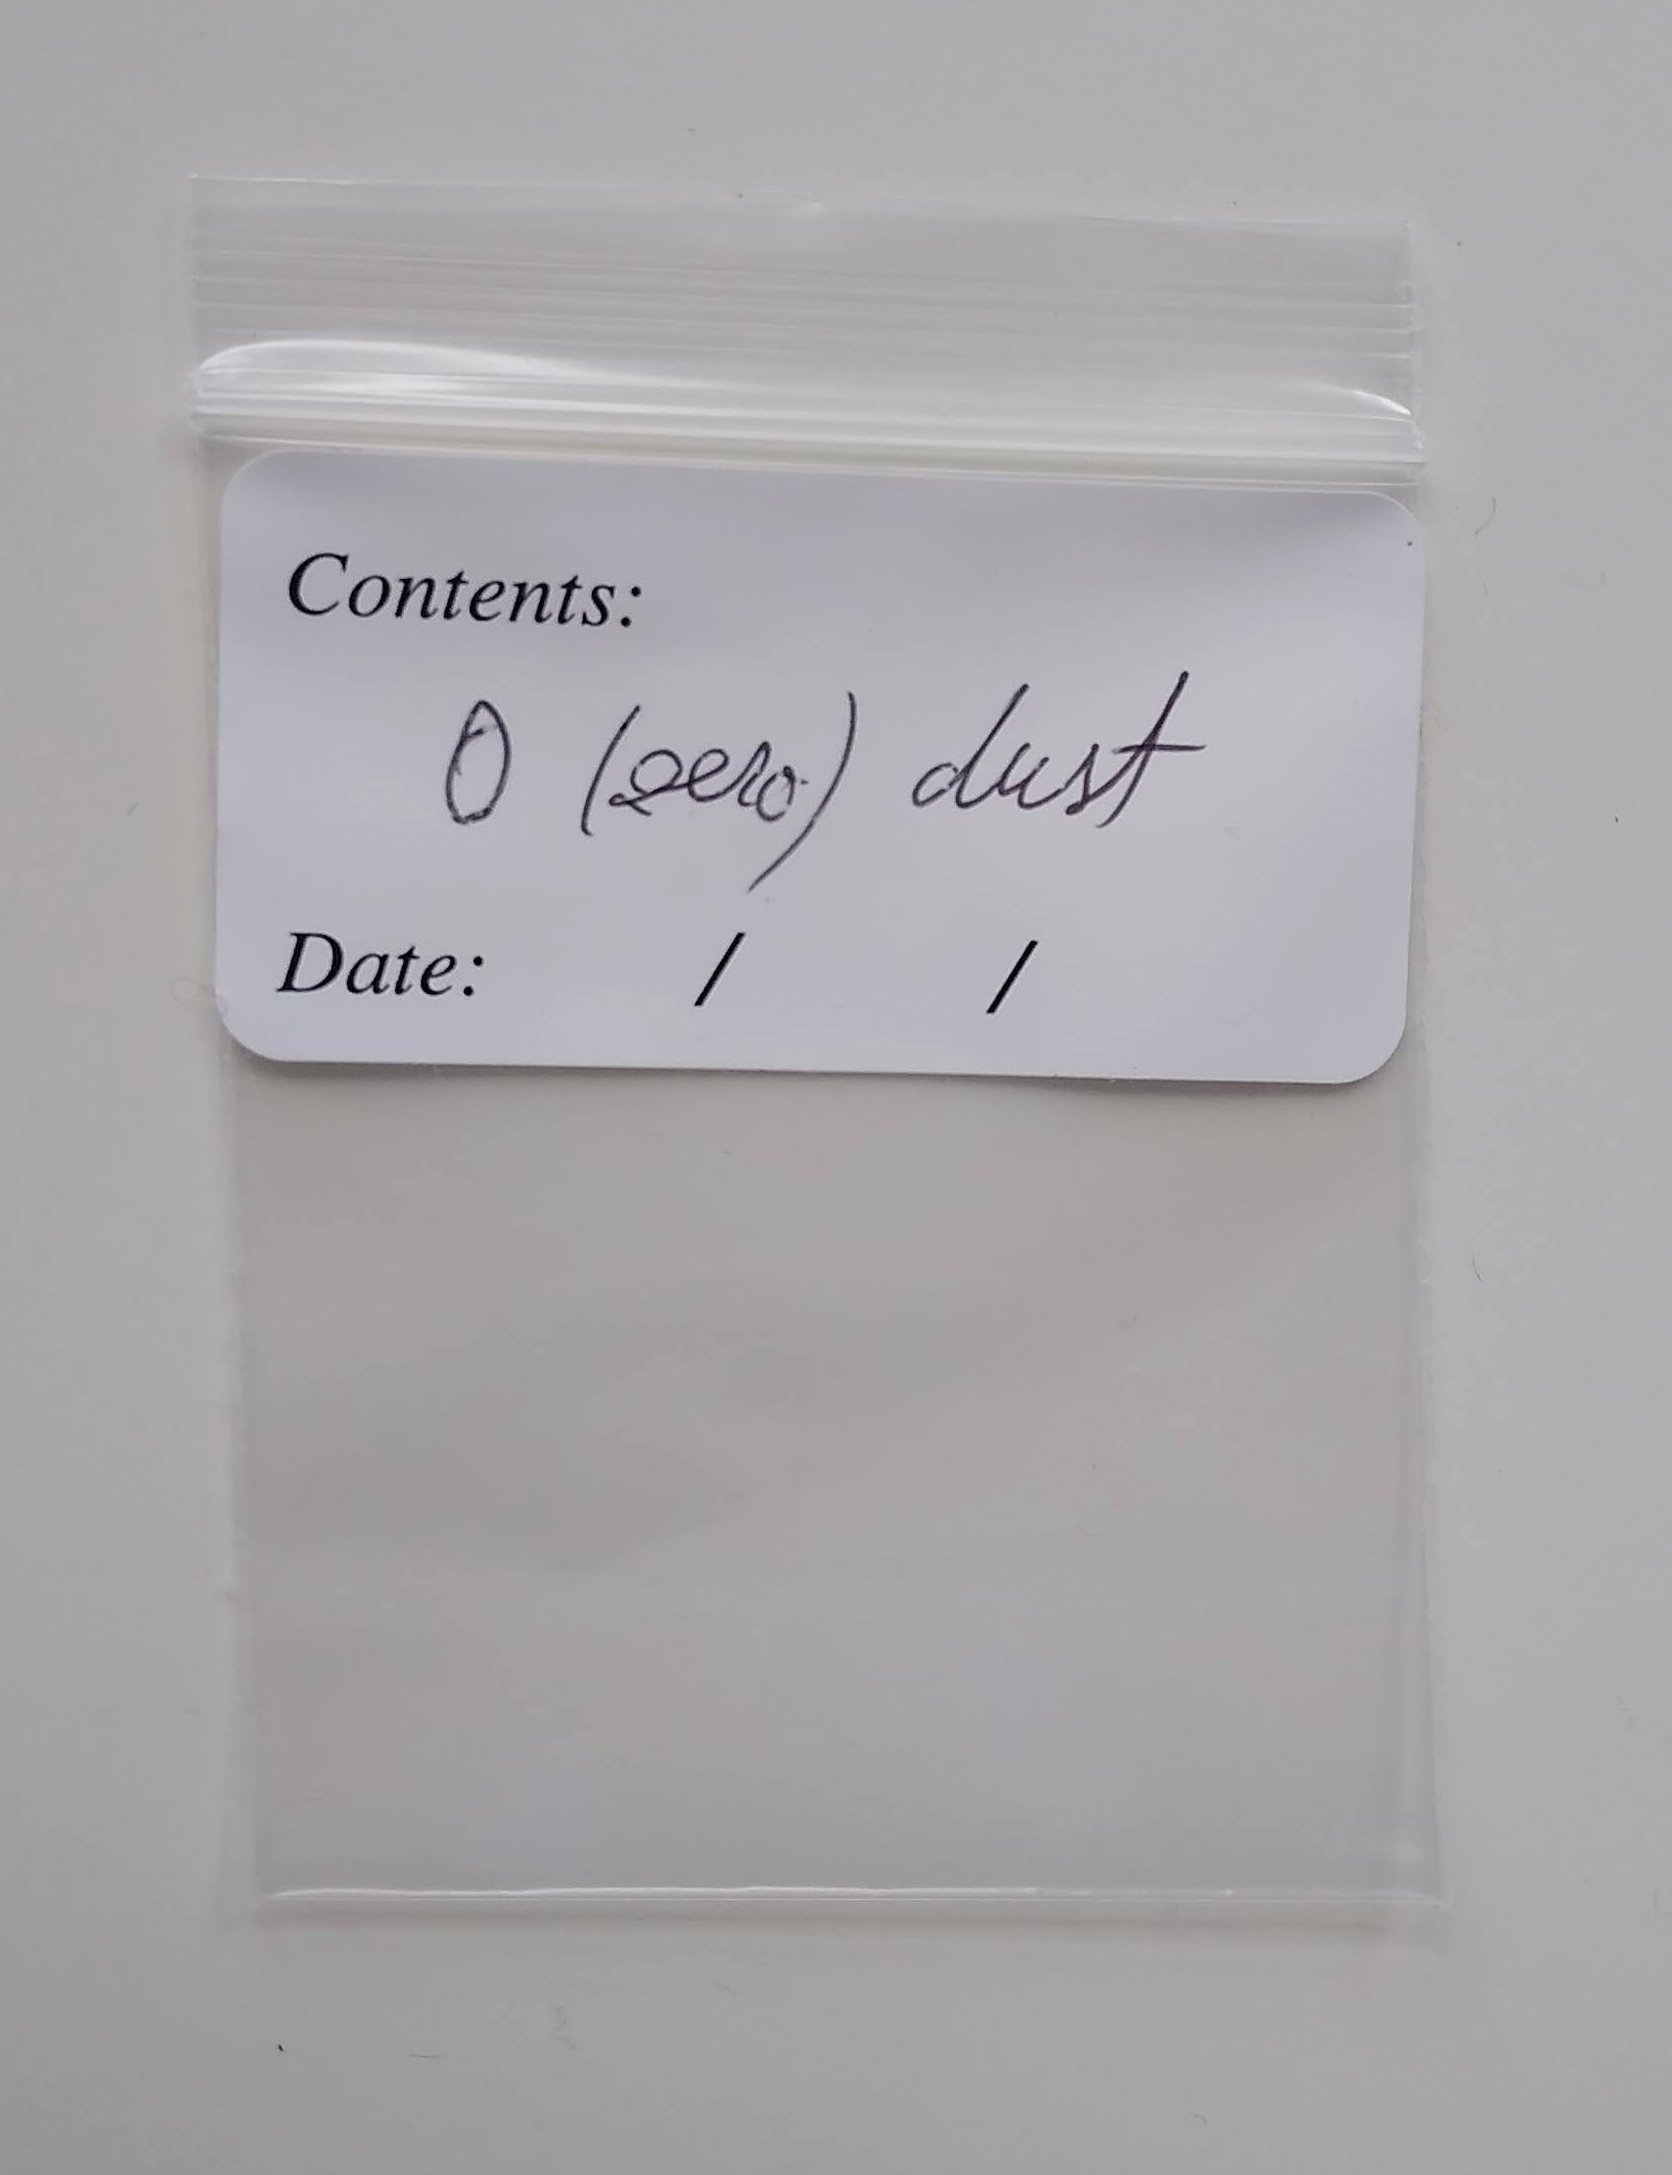 Contents:
0 (zero) dust
Date: / /